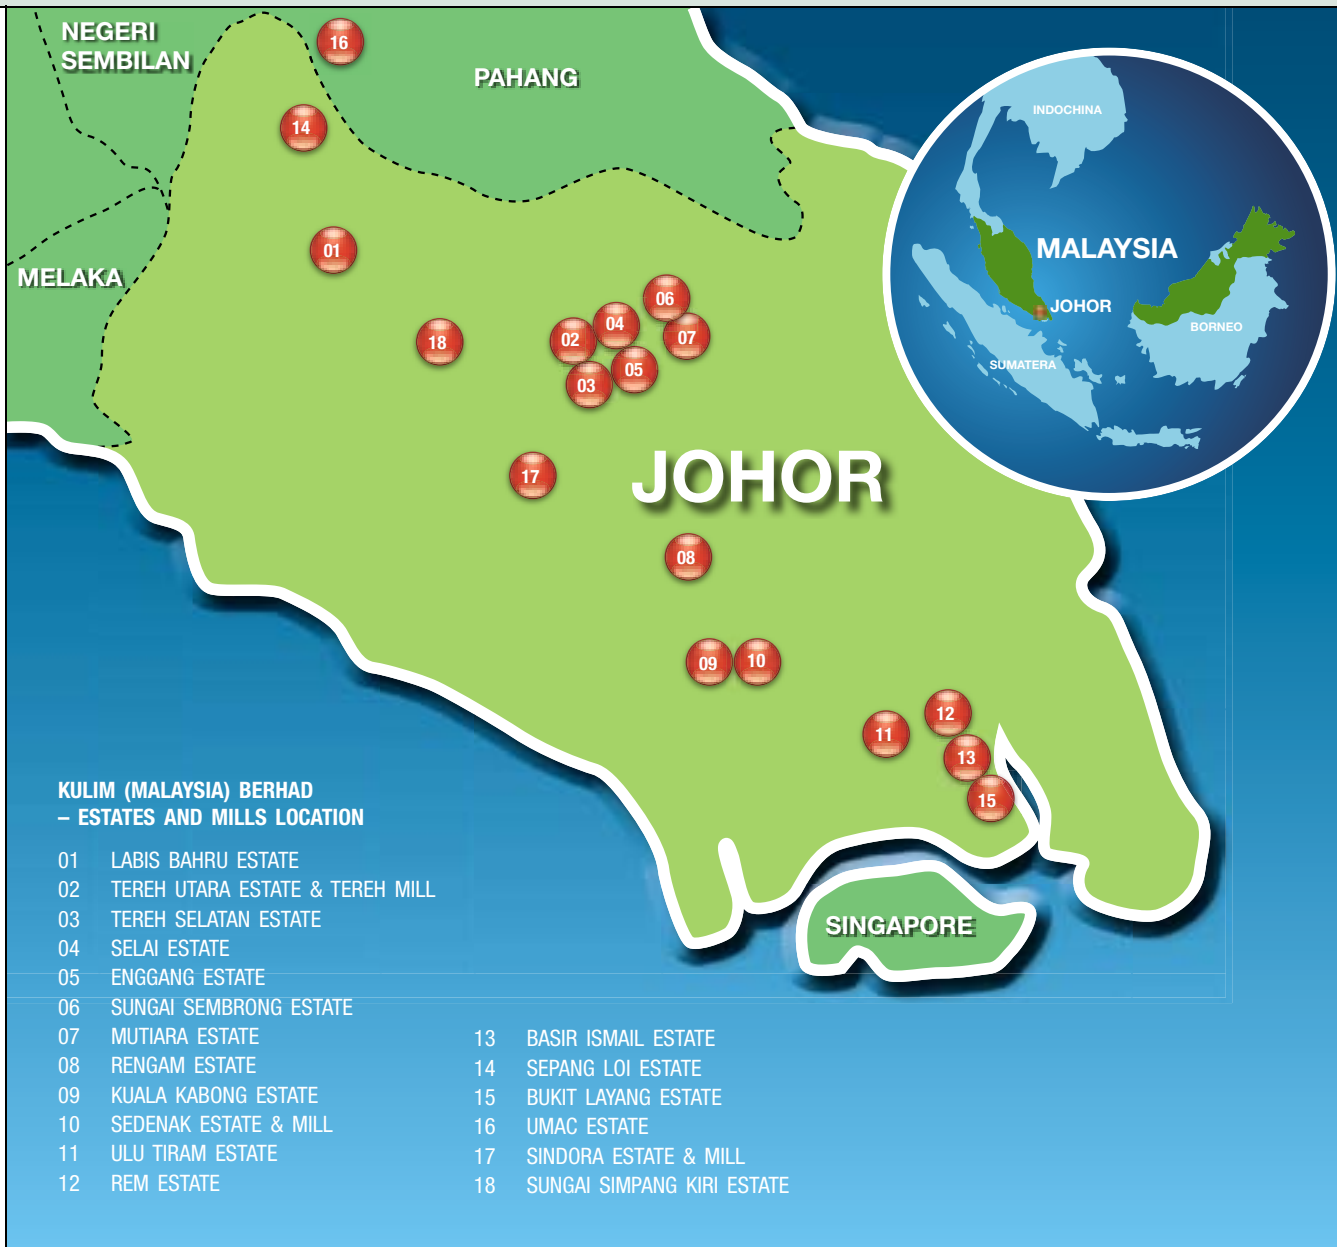 NEGERI
SEMBILAN
16
PAHANG
14
01
MELAKA
18
02
04
06
07
03
05
17
JOHOR
08
09
10
11
12
13
15
SINGAPORE
INDOCHINA
MALAYSIA
JOHOR
BORNEO
SUMATERA
KULIM (MALAYSIA) BERHAD
– ESTATES AND MILLS LOCATION
01 LABIS BAHRU ESTATE
02 TEREH UTARA ESTATE & TEREH MILL
03 TEREH SELATAN ESTATE
04 SELAI ESTATE
05 ENGGANG ESTATE
06 SUNGAI SEMBRONG ESTATE
07 MUTIARA ESTATE
08 RENGAM ESTATE
09 KUALA KABONG ESTATE
10 SEDENAK ESTATE & MILL
11 ULU TIRAM ESTATE
12 REM ESTATE
13 BASIR ISMAIL ESTATE
14 SEPANG LOI ESTATE
15 BUKIT LAYANG ESTATE
16 UMAC ESTATE
17 SINDORA ESTATE & MILL
18 SUNGAI SIMPANG KIRI ESTATE